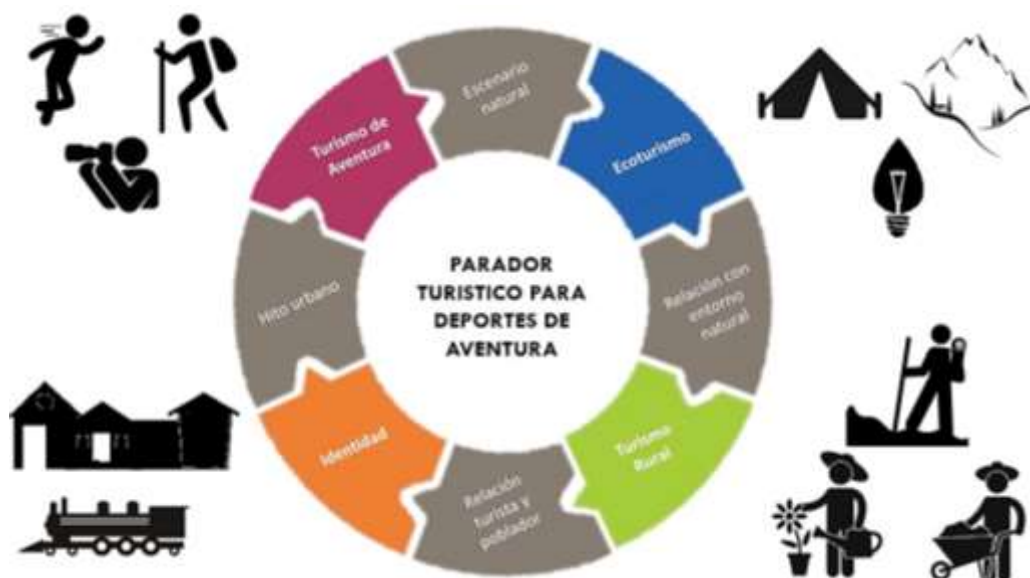 Escenario
natural
Turismo de
Aventura
Ecoturismo
PARADOR
TURISTICO PARA
DEPORTES DE
AVENTURA
Hito urbano
Relación con
entorno
natural
Identidad
Turismo
Rural
Relación
turista y
poblador